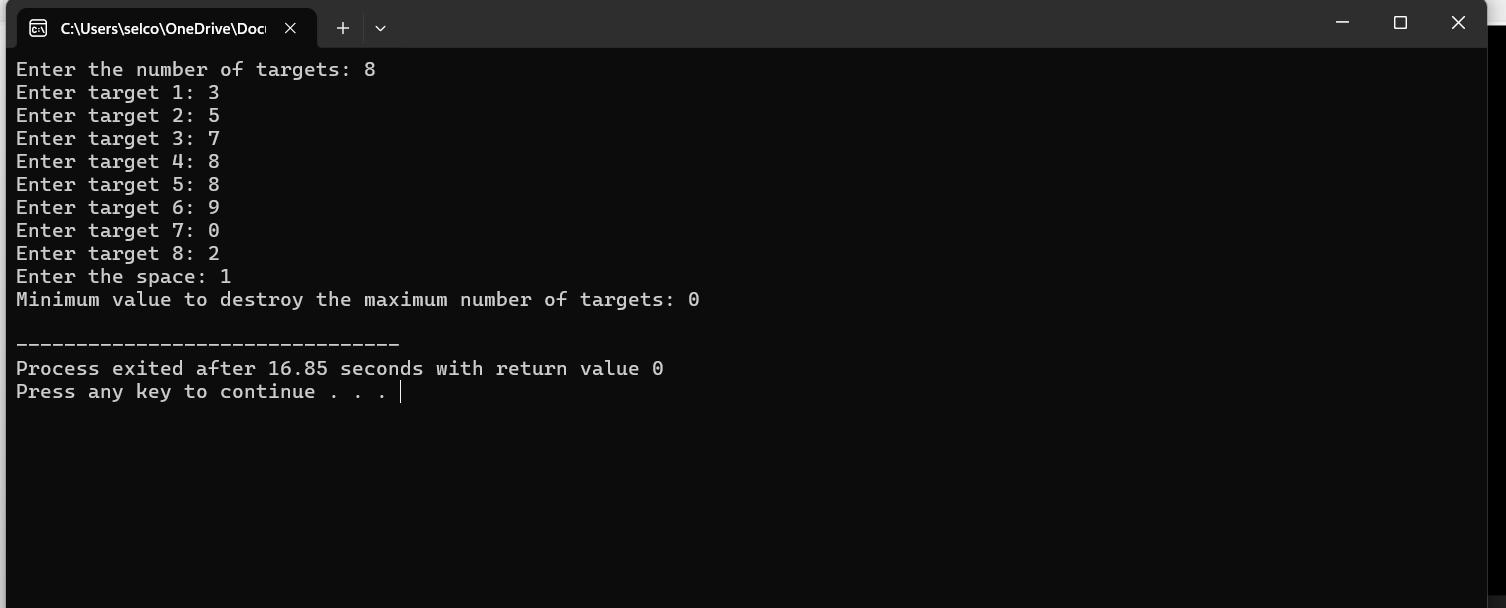 C:\Users\selco\OneDrive\Doc
Enter the number of targets: 8
Enter target 1: 3
Enter target 2: 5
Enter target 3: 7
Enter target 4: 8
Enter target 5: 8
Enter target 6: 9
Enter target 7: 0
Enter target 8: 2
Enter the space: 1
Minimum value to destroy the maximum number of targets: 0
--------------------------------
Process exited after 16.85 seconds with return value 0
Press any key to continue . . .